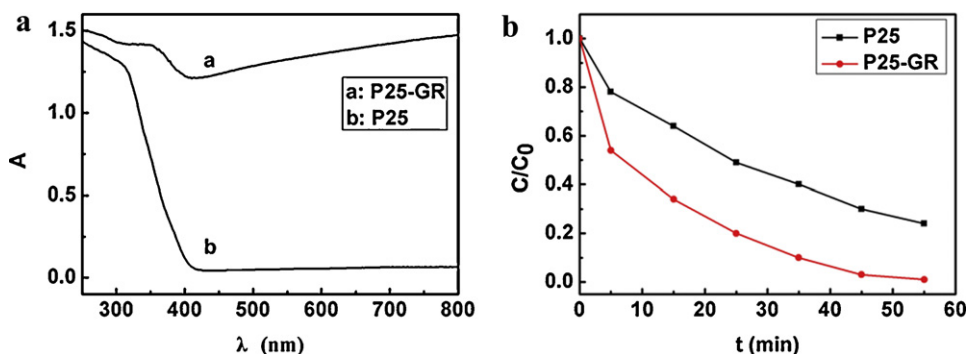 a
1.5
1.0
0.5
0.0
A
a
b
a: P25-GR
b: P25
300 400 500 600 700 800
λ (nm)
b
1.0
0.8
0.6
0.4
0.2
0.0
C/C0
P25
P25-GR
0 10 20 30 40 50 60
t (min)